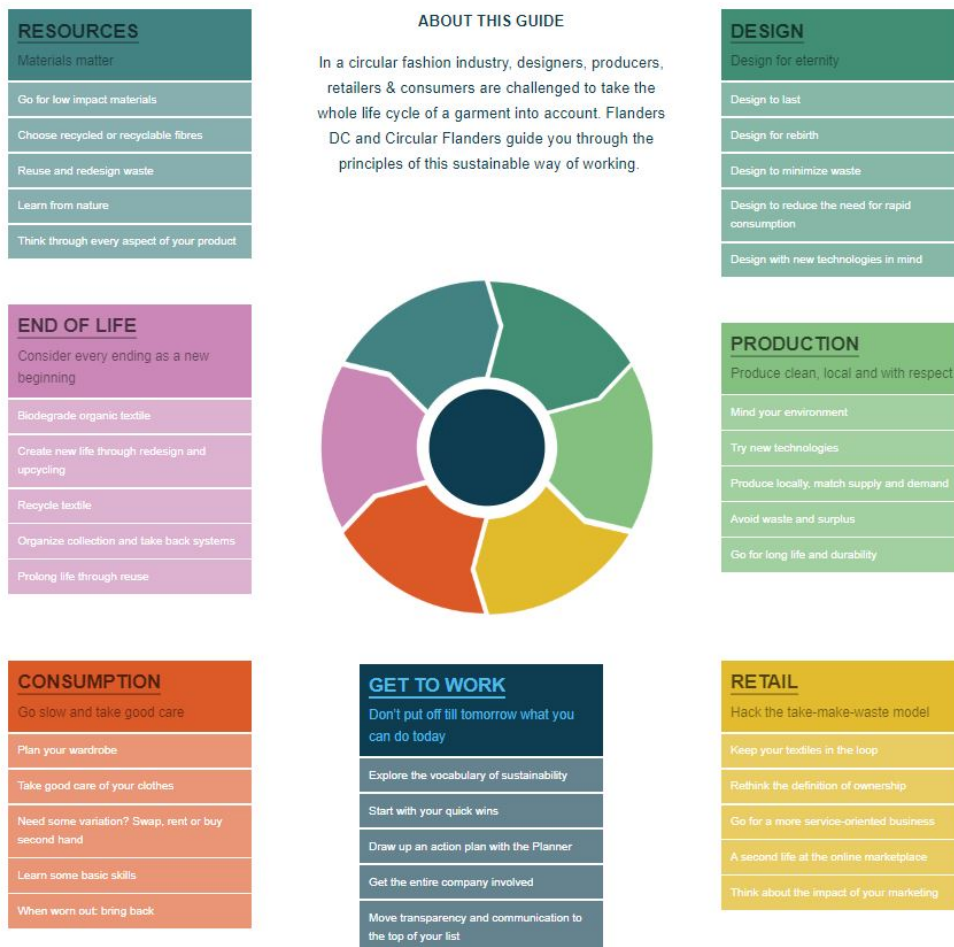 RESOURCES
Materials matter
Go for low impact materials
Choose recycled or recyclable fibres
Reuse and redesign waste
Learn from nature
Think through every aspect of your product
ABOUT THIS GUIDE
In a circular fashion industry, designers, producers,
retailers & consumers are challenged to take the
whole life cycle of a garment into account. Flanders
DC and Circular Flanders guide you through the
principles of this sustainable way of working.
DESIGN
Design for eternity
Design to last
Design for rebirth
Design to minimize waste
Design to reduce the need for rapid
consumption
Design with new technologies in mind
END OF LIFE
Consider every ending as a new
beginning
Biodegrade organic textile
Create new life through redesign and
upcycling
Recycle textile
Organize collection and take back systems
Prolong life through reuse
PRODUCTION
Produce clean, local and with respect
Mind your environment
Try new technologies
Produce locally, match supply and demand
Avoid waste and surplus
Go for long life and durability
CONSUMPTION
Go slow and take good care
Plan your wardrobe
Take good care of your clothes
Need some variation? Swap, rent or buy
second hand
Learn some basic skills
When worn out: bring back
GET TO WORK
Don't put off till tomorrow what you
can do today
Explore the vocabulary of sustainability
Start with your quick wins
Draw up an action plan with the Planner
Get the entire company involved
Move transparency and communication to
the top of your list
RETAIL
Hack the take-make-waste model
Keep your textiles in the loop
Rethink the definition of ownership
Go for a more service-oriented business
A second life at the online marketplace
Think about the impact of your marketing